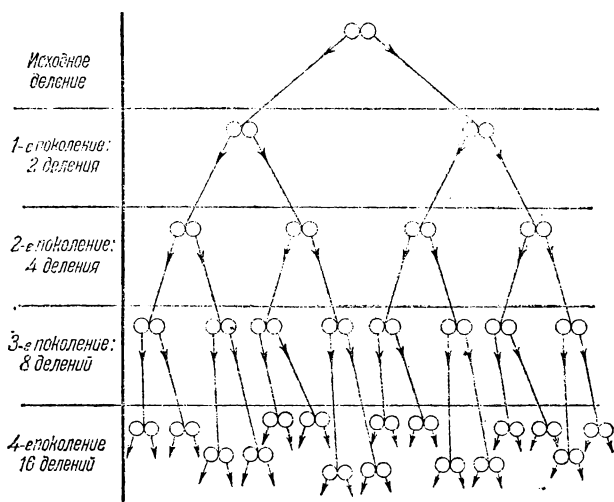 Исходное
деление
1-е поколение:
2 деления
2-е поколение:
4 деления
3-е поколение:
8 делений
4-е поколение
16 делений